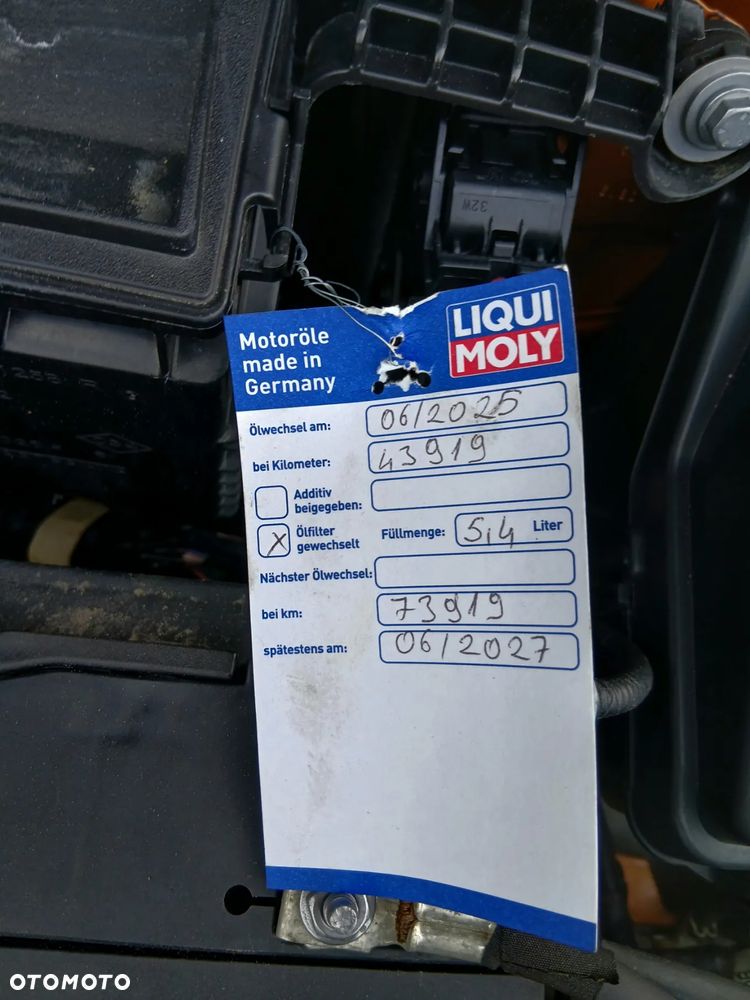 32W
Motoröle
made in
Germany
LIQUI
MOLY
Ölwechsel am: 06/2025
bei Kilometer: 43919
Additiv
beigegeben:
X Ölfilter
gewechselt
Füllmenge: 5,4 Liter
Nächster Ölwechsel:
bei km: 73919
spätestens am: 06/2027
OTOMOTO